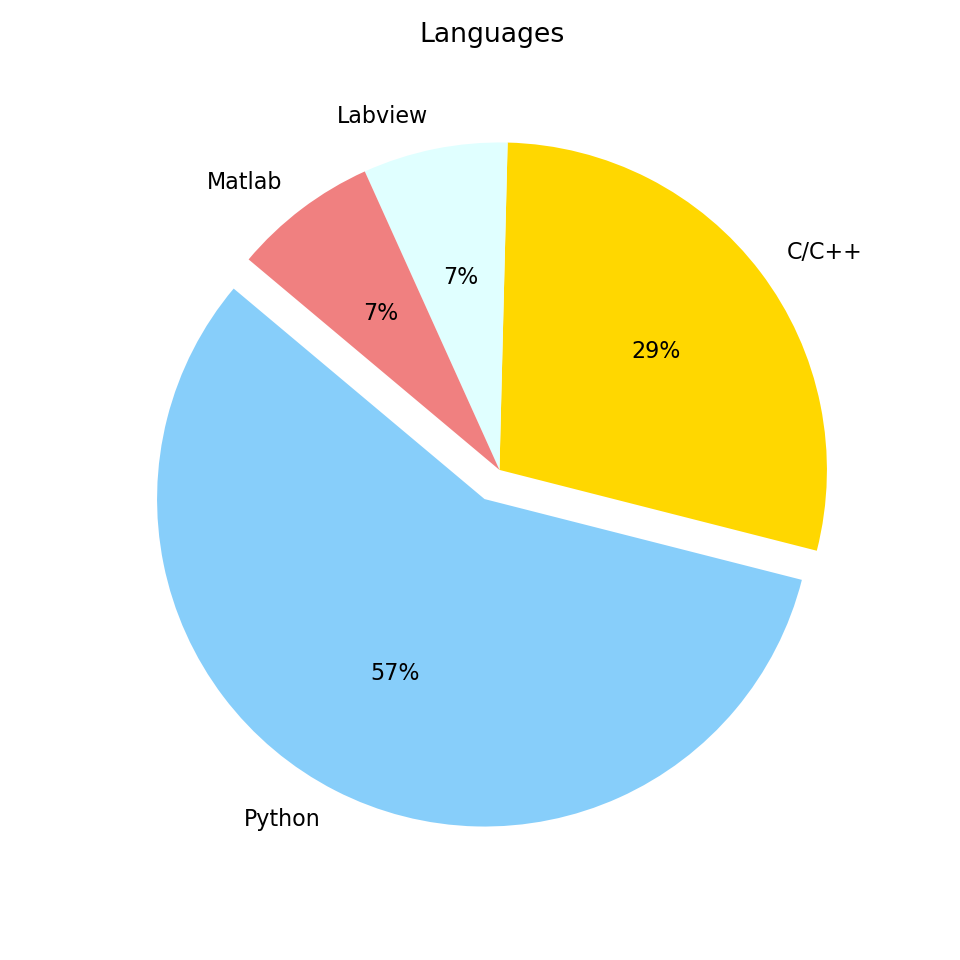 Languages
Labview
Matlab
C/C++
7%
7%
29%
57%
Python